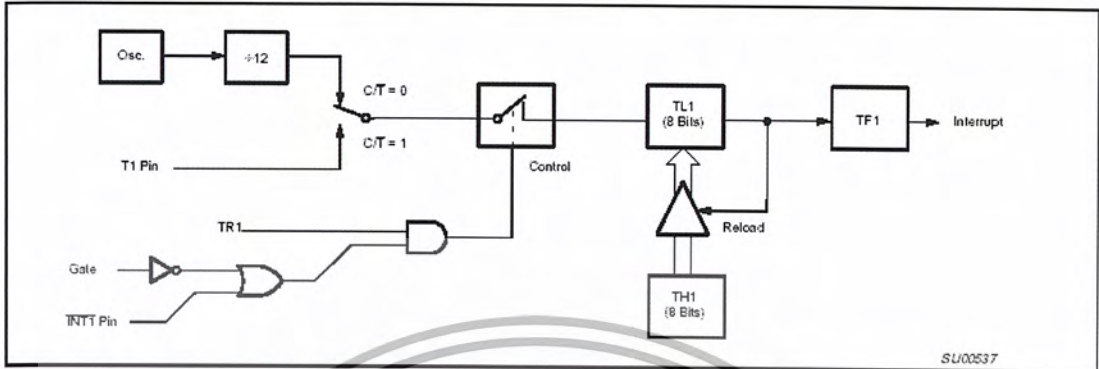 Osc.
÷12
C/T = 0
C/T = 1
T1 Pin
TL1
(8 Bits)
TF1
Interrupt
Control
TR1
Reload
Gate
INT1 Pin
TH1
(8 Bits)
SU00537